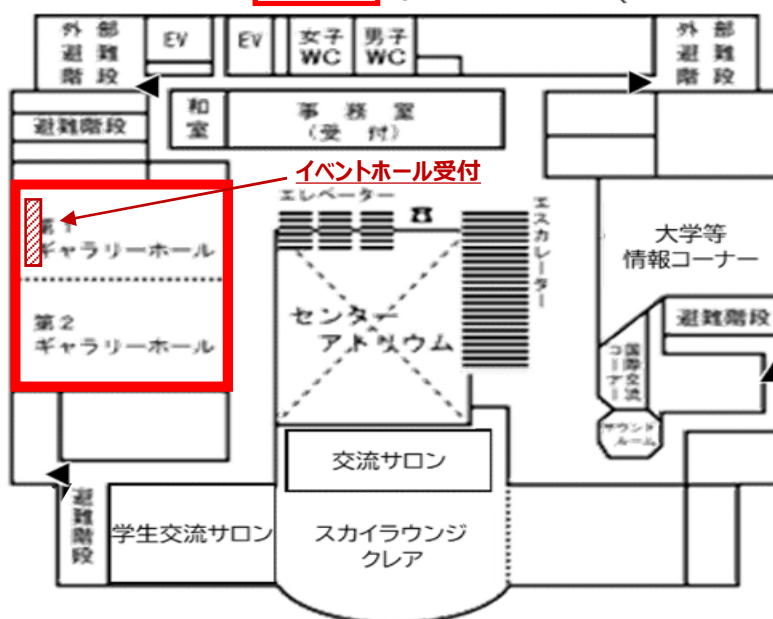 外部
避難
階段
EV
EV
女子
WC
男子
WC
外部
避難
階段
避難階段
和室
事務室
(受付)
イベントホール受付
エレベーター
エスカレーター
第1
ギャラリーホール
大学等
情報コーナー
センター
アトリウム
第2
ギャラリーホール
避難階段
国際交流
コーナー
サウンド
ルーム
交流サロン
避難階段
学生交流サロン
スカイラウンジ
クレア